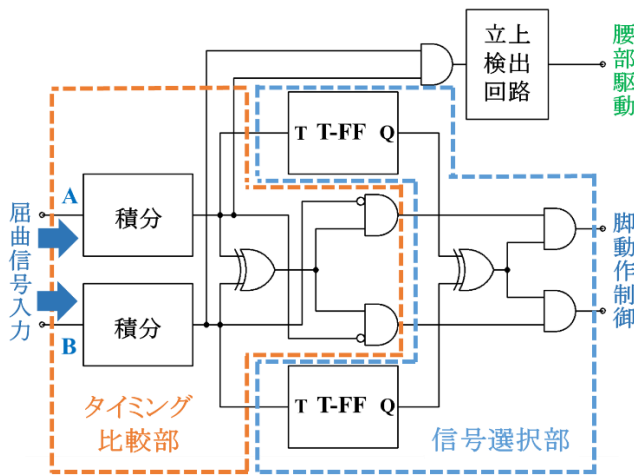 立上
検出
回路
腰部駆動
T T-FF Q
A
積分
屈曲信号入力
脚動作制御
B
積分
T T-FF Q
タイミング
比較部
信号選択部